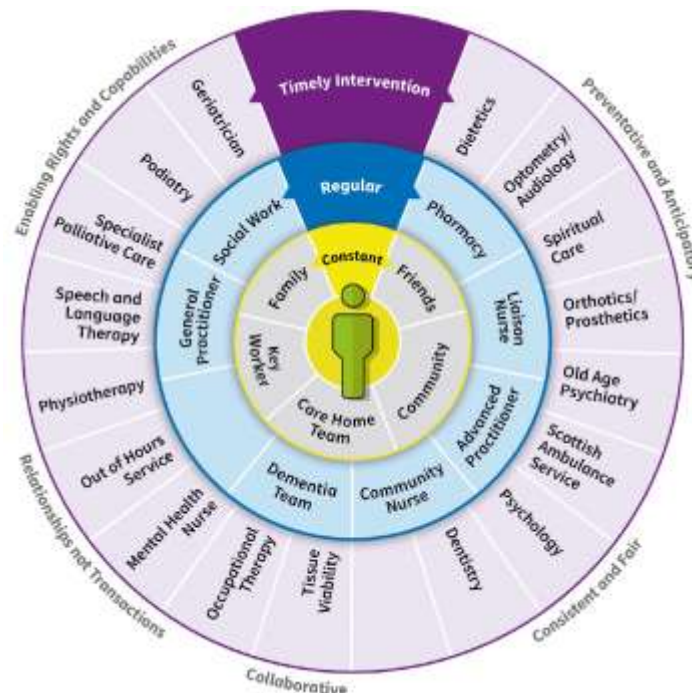 Timely Intervention
Regular
Constant
Family
Friends
Community
Care Home
Team
Key
Worker
Social Work
Pharmacy
Liaison
Nurse
Advanced
Practitioner
Community
Nurse
Dementia
Team
General
Practitioner
Geriatrician
Dietetics
Optometry/
Audiology
Spiritual
Care
Orthotics/
Prosthetics
Old Age
Psychiatry
Scottish
Ambulance
Service
Psychology
Dentistry
Tissue
Viability
Occupational
Therapy
Mental Health
Nurse
Out of Hours
Service
Physiotherapy
Speech and
Language
Therapy
Specialist
Palliative Care
Podiatry
Enabling Rights and Capabilities
Preventative and Anticipatory
Consistent and Fair
Collaborative
Relationships not Transactions